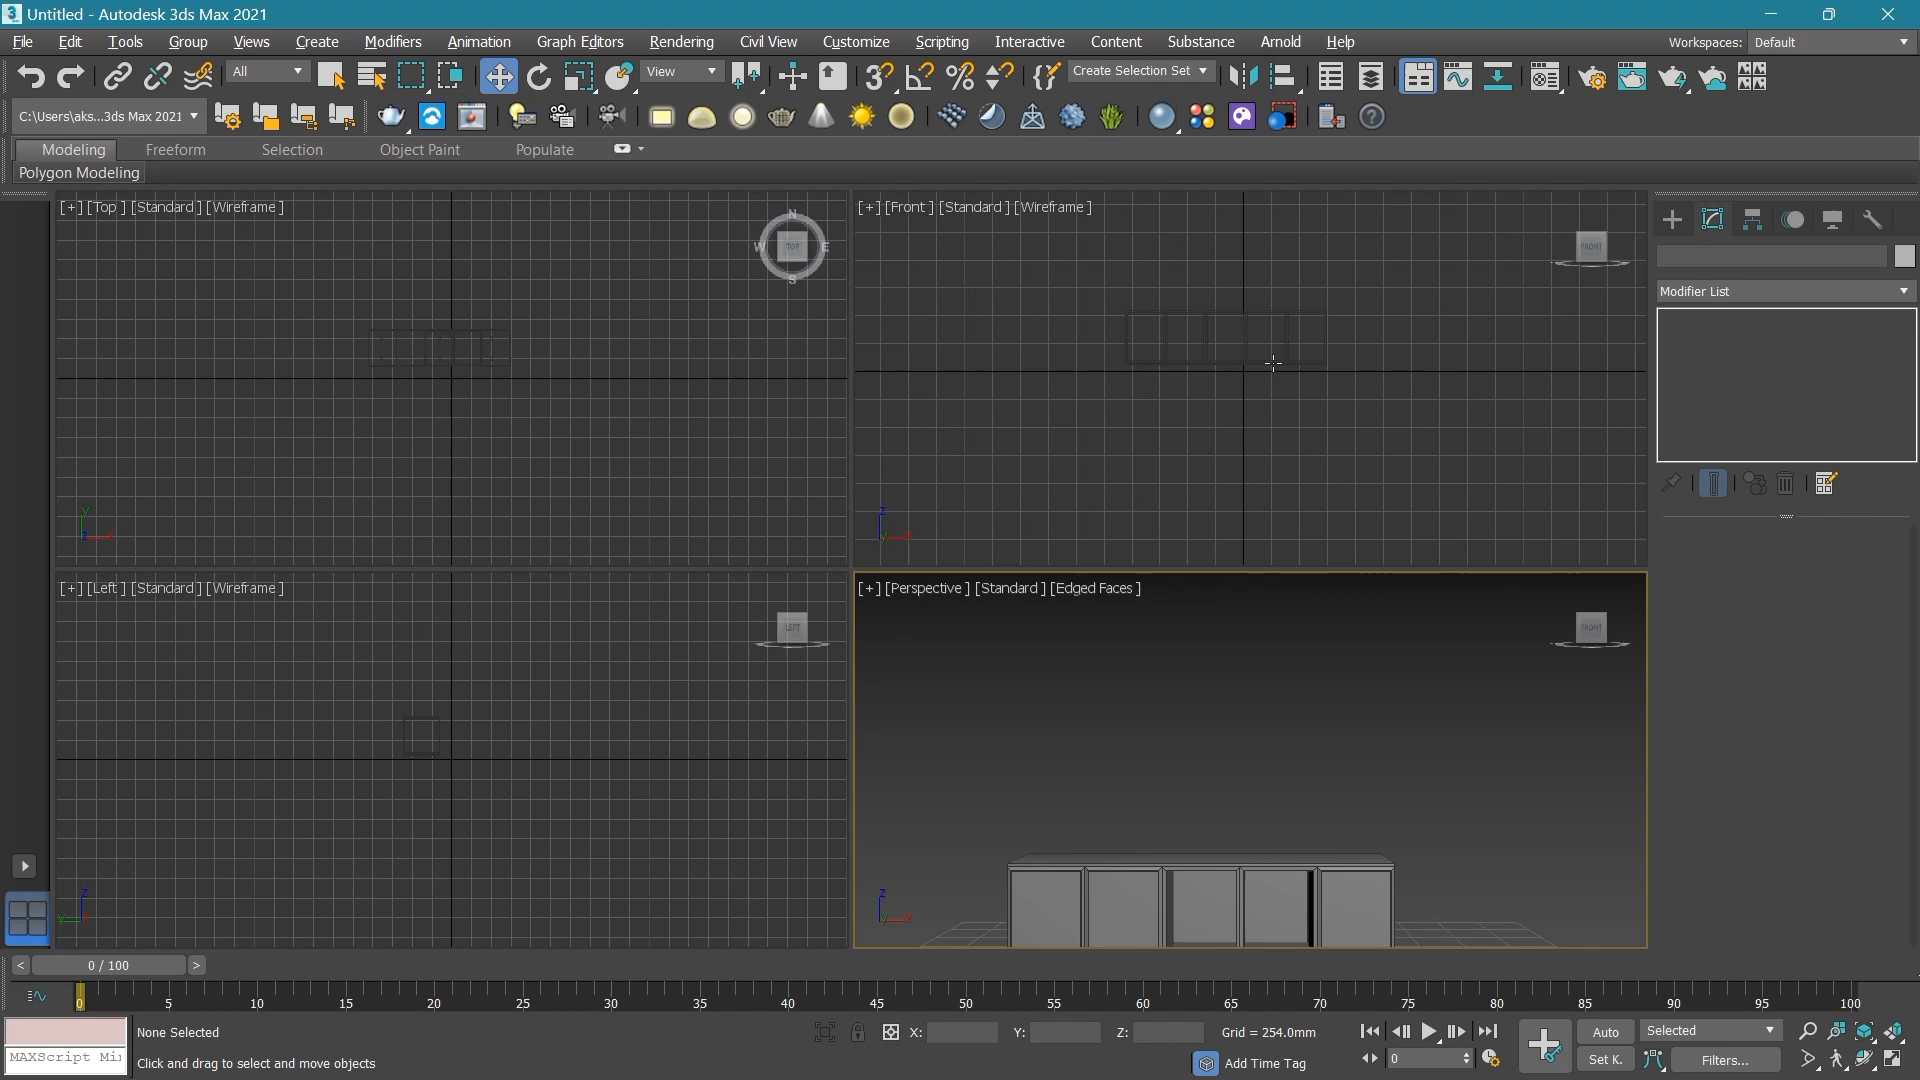 Untitled - Autodesk 3ds Max 2021
File Edit Tools Group Views Create Modifiers Animation Graph Editors Rendering Civil View Customize Scripting Interactive Content Substance Arnold Help Workspaces: Default
All View Create Selection Set
C:\Users\aks...3ds Max 2021
Modeling Freeform Selection Object Paint Populate
Polygon Modeling
[+] [Top ] [Standard ] [Wireframe ]
N
W TOP E
S
y
z x
[+] [Front ] [Standard ] [Wireframe ]
FRONT
z
y x
Modifier List
[+] [Left ] [Standard ] [Wireframe ]
LEFT
z
y x
[+] [Perspective ] [Standard ] [Edged Faces ]
FRONT
z
y x
< 0 / 100 >
0 5 10 15 20 25 30 35 40 45 50 55 60 65 70 75 80 85 90 95 100
None Selected X: Y: Z: Grid = 254.0mm Auto Selected
MAXScript Mi
Click and drag to select and move objects Add Time Tag 0 Set K. Filters...